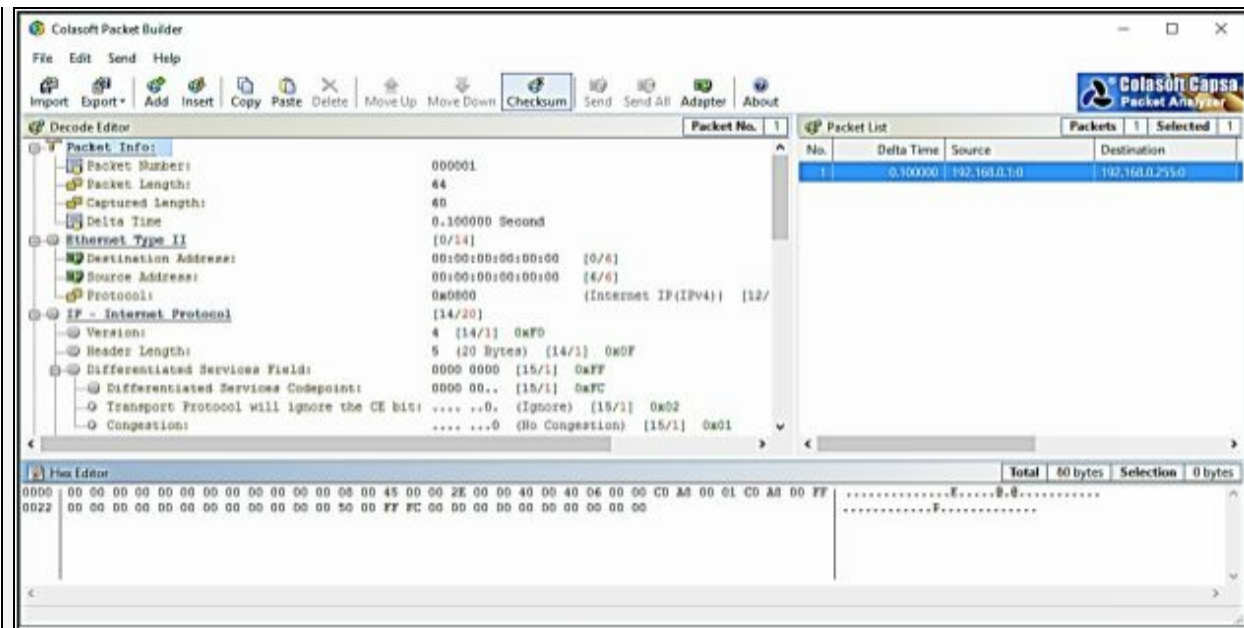 Colasoft Packet Builder
File Edit Send Help
Import Export Add Insert Copy Paste Delete Move Up Move Down Checksum Send Send All Adapter About
Colasoft Capsa
Packet Analyzer
Decode Editor Packet No. 1
Packet Info:
Packet Number: 000001
Packet Length: 64
Captured Length: 60
Delta Time 0.100000 Second
Ethernet Type II [0/14]
Destination Address: 00:00:00:00:00:00 [0/6]
Source Address: 00:00:00:00:00:00 [6/6]
Protocol: 0x0800 (Internet IP(IPv4)) [12/
IP - Internet Protocol [14/20]
Version: 4 [14/1] 0xF0
Header Length: 5 (20 Bytes) [14/1] 0x0F
Differentiated Services Field: 0000 0000 [15/1] 0xFF
Differentiated Services Codepoint: 0000 00.. [15/1] 0xFC
Transport Protocol will ignore the CE bit: .... ..0. (Ignore) [15/1] 0x02
Congestion: .... ...0 (No Congestion) [15/1] 0x01
Packet List Packets 1 Selected 1
No. Delta Time Source Destination
1 0.100000 192.168.0.1:0 192.168.0.255:0
Hex Editor Total 60 bytes Selection 0 bytes
0000 00 00 00 00 00 00 00 00 00 00 00 00 08 00 45 00 00 2E 00 00 40 00 40 06 00 00 C0 A8 00 01 C0 A8 00 FF ..............E.....@.@...........
0022 00 00 00 00 00 00 00 00 00 00 00 00 50 00 FF FC 00 00 00 00 00 00 00 00 00 00 ............P.............